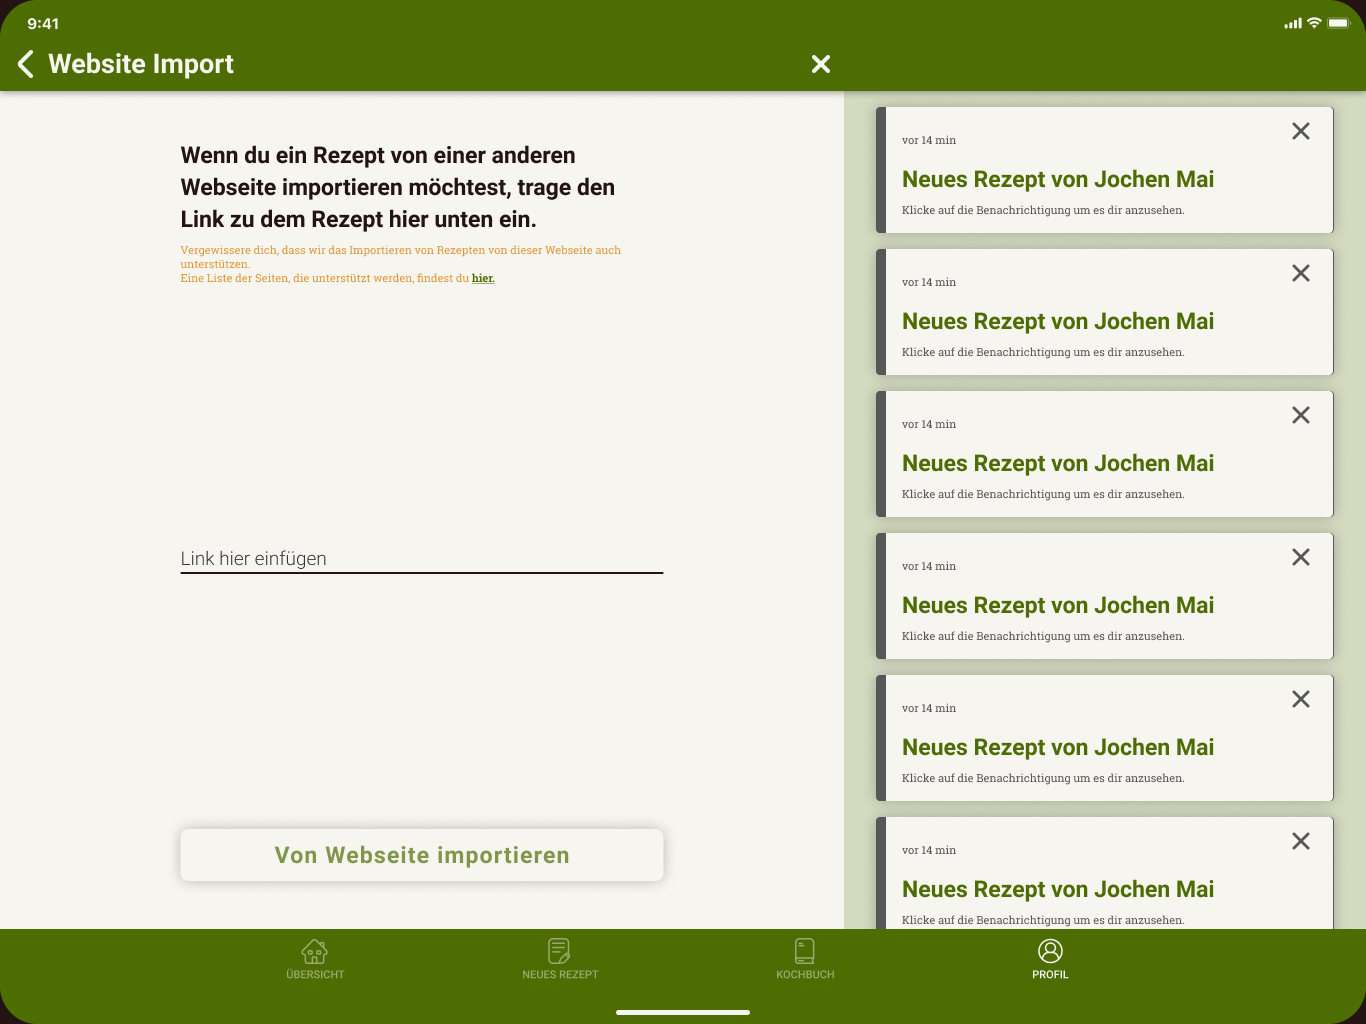 9:41
Website Import
Wenn du ein Rezept von einer anderen
Webseite importieren möchtest, trage den
Link zu dem Rezept hier unten ein.
Vergewissere dich, dass wir das Importieren von Rezepten von dieser Webseite auch
unterstützen.
Eine Liste der Seiten, die unterstützt werden, findest du hier.
Link hier einfügen
Von Webseite importieren
vor 14 min
Neues Rezept von Jochen Mai
Klicke auf die Benachrichtigung um es dir anzusehen.
vor 14 min
Neues Rezept von Jochen Mai
Klicke auf die Benachrichtigung um es dir anzusehen.
vor 14 min
Neues Rezept von Jochen Mai
Klicke auf die Benachrichtigung um es dir anzusehen.
vor 14 min
Neues Rezept von Jochen Mai
Klicke auf die Benachrichtigung um es dir anzusehen.
vor 14 min
Neues Rezept von Jochen Mai
Klicke auf die Benachrichtigung um es dir anzusehen.
vor 14 min
Neues Rezept von Jochen Mai
Klicke auf die Benachrichtigung um es dir anzusehen.
ÜBERSICHT
NEUES REZEPT
KOCHBUCH
PROFIL